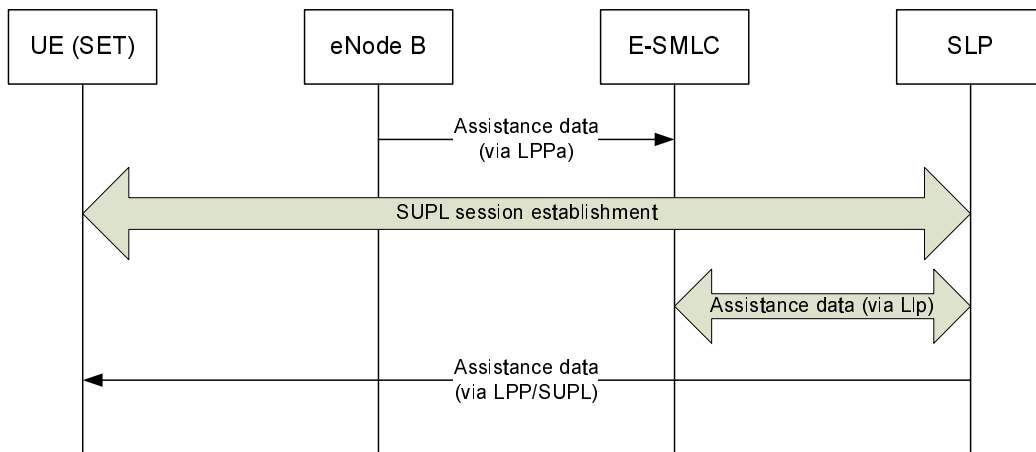 UE (SET)
eNode B
E-SMLC
SLP
Assistance data
(via LPPa)
SUPL session establishment
Assistance data (via Llp)
Assistance data
(via LPP/SUPL)